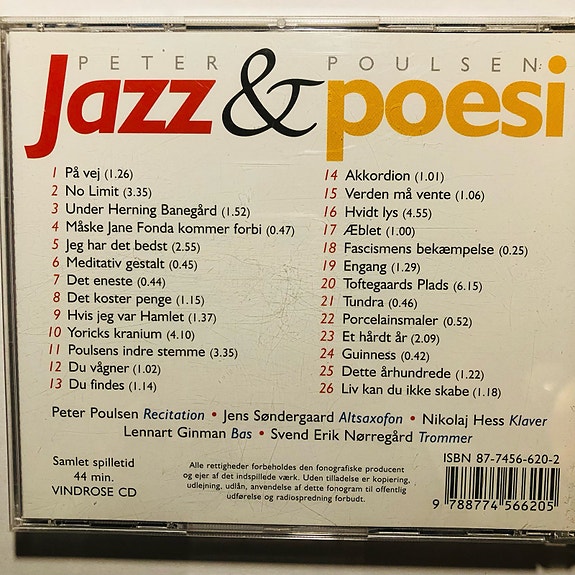 PETER POULSEN
Jazz & poesi
1 På vej (1.26)
2 No Limit (3.35)
3 Under Herning Banegård (1.52)
4 Måske Jane Fonda kommer forbi (0.47)
5 Jeg har det bedst (2.55)
6 Meditativ gestalt (0.45)
7 Det eneste (0.44)
8 Det koster penge (1.15)
9 Hvis jeg var Hamlet (1.37)
10 Yoricks kranium (4.10)
11 Poulsens indre stemme (3.35)
12 Du vågner (1.02)
13 Du findes (1.14)
14 Akkordion (1.01)
15 Verden må vente (1.06)
16 Hvidt lys (4.55)
17 Æblet (1.00)
18 Fascismens bekæmpelse (0.25)
19 Engang (1.29)
20 Toftegaards Plads (6.15)
21 Tundra (0.46)
22 Porcelainsmaler (0.52)
23 Et hårdt år (2.09)
24 Guinness (0.42)
25 Dette århundrede (1.22)
26 Liv kan du ikke skabe (1.18)
Peter Poulsen Recitation • Jens Søndergaard Altsaxofon • Nikolaj Hess Klaver
Lennart Ginman Bas • Svend Erik Nørregård Trommer
Samlet spilletid
44 min.
VINDROSE CD
Alle rettigheder forbeholdes den fonografiske producent
og ejer af det indspillede værk. Uden tilladelse er kopiering,
udlejning, udlån, anvendelse af dette fonogram til offentlig
udførelse og radiospredning forbudt.
ISBN 87-7456-620-2
9 788774 566205